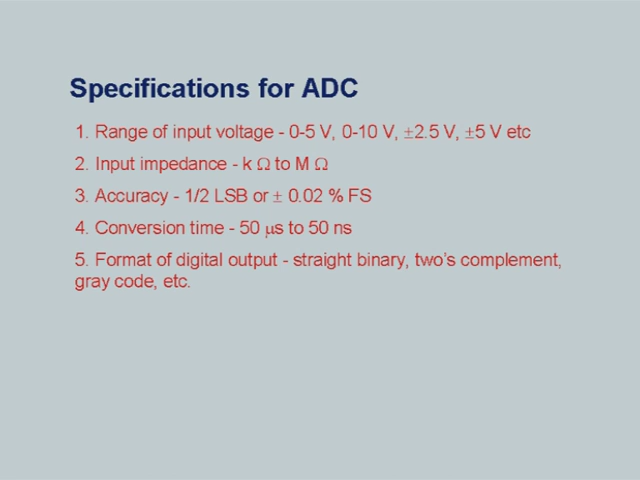 Specifications for ADC
1. Range of input voltage - 0-5 V, 0-10 V, ±2.5 V, ±5 V etc
2. Input impedance - k Ω to M Ω
3. Accuracy - 1/2 LSB or ± 0.02 % FS
4. Conversion time - 50 μs to 50 ns
5. Format of digital output - straight binary, two's complement,
gray code, etc.